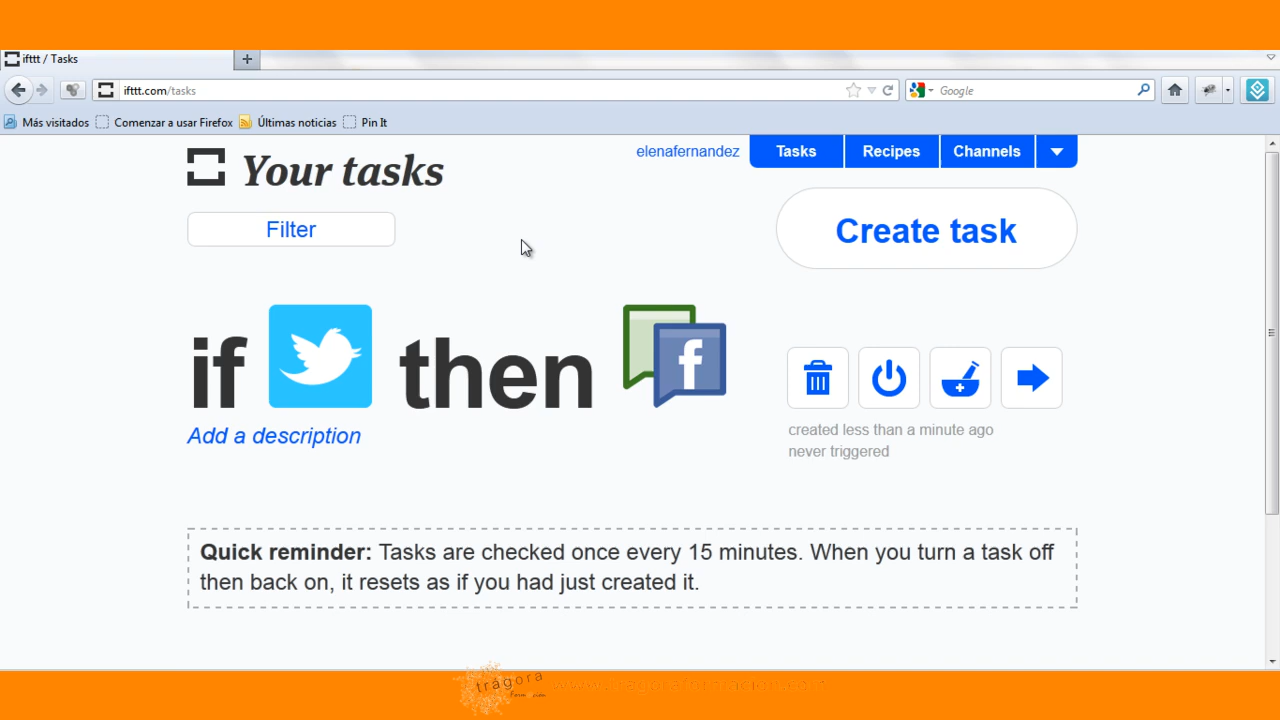 ifttt / Tasks
ifttt.com/tasks
Google
Más visitados
Comenzar a usar Firefox
Últimas noticias
Pin It
Your tasks
elenafernandez
Tasks
Recipes
Channels
Filter
Create task
if
then
f
Add a description
created less than a minute ago
never triggered
Quick reminder: Tasks are checked once every 15 minutes. When you turn a task off
then back on, it resets as if you had just created it.
trágora
formación